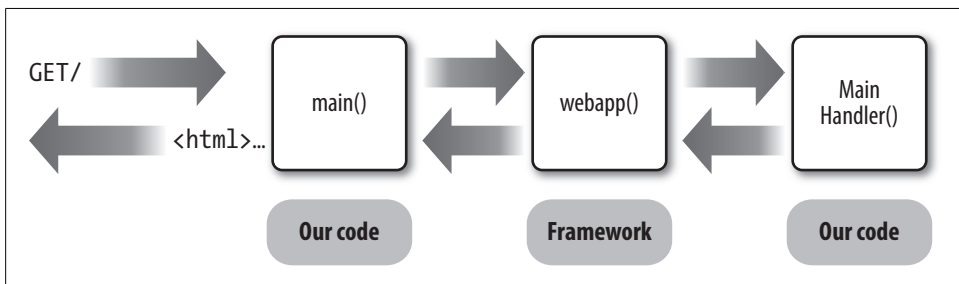 GET/
<html>…
main()
webapp()
Main
Handler()
Our code
Framework
Our code